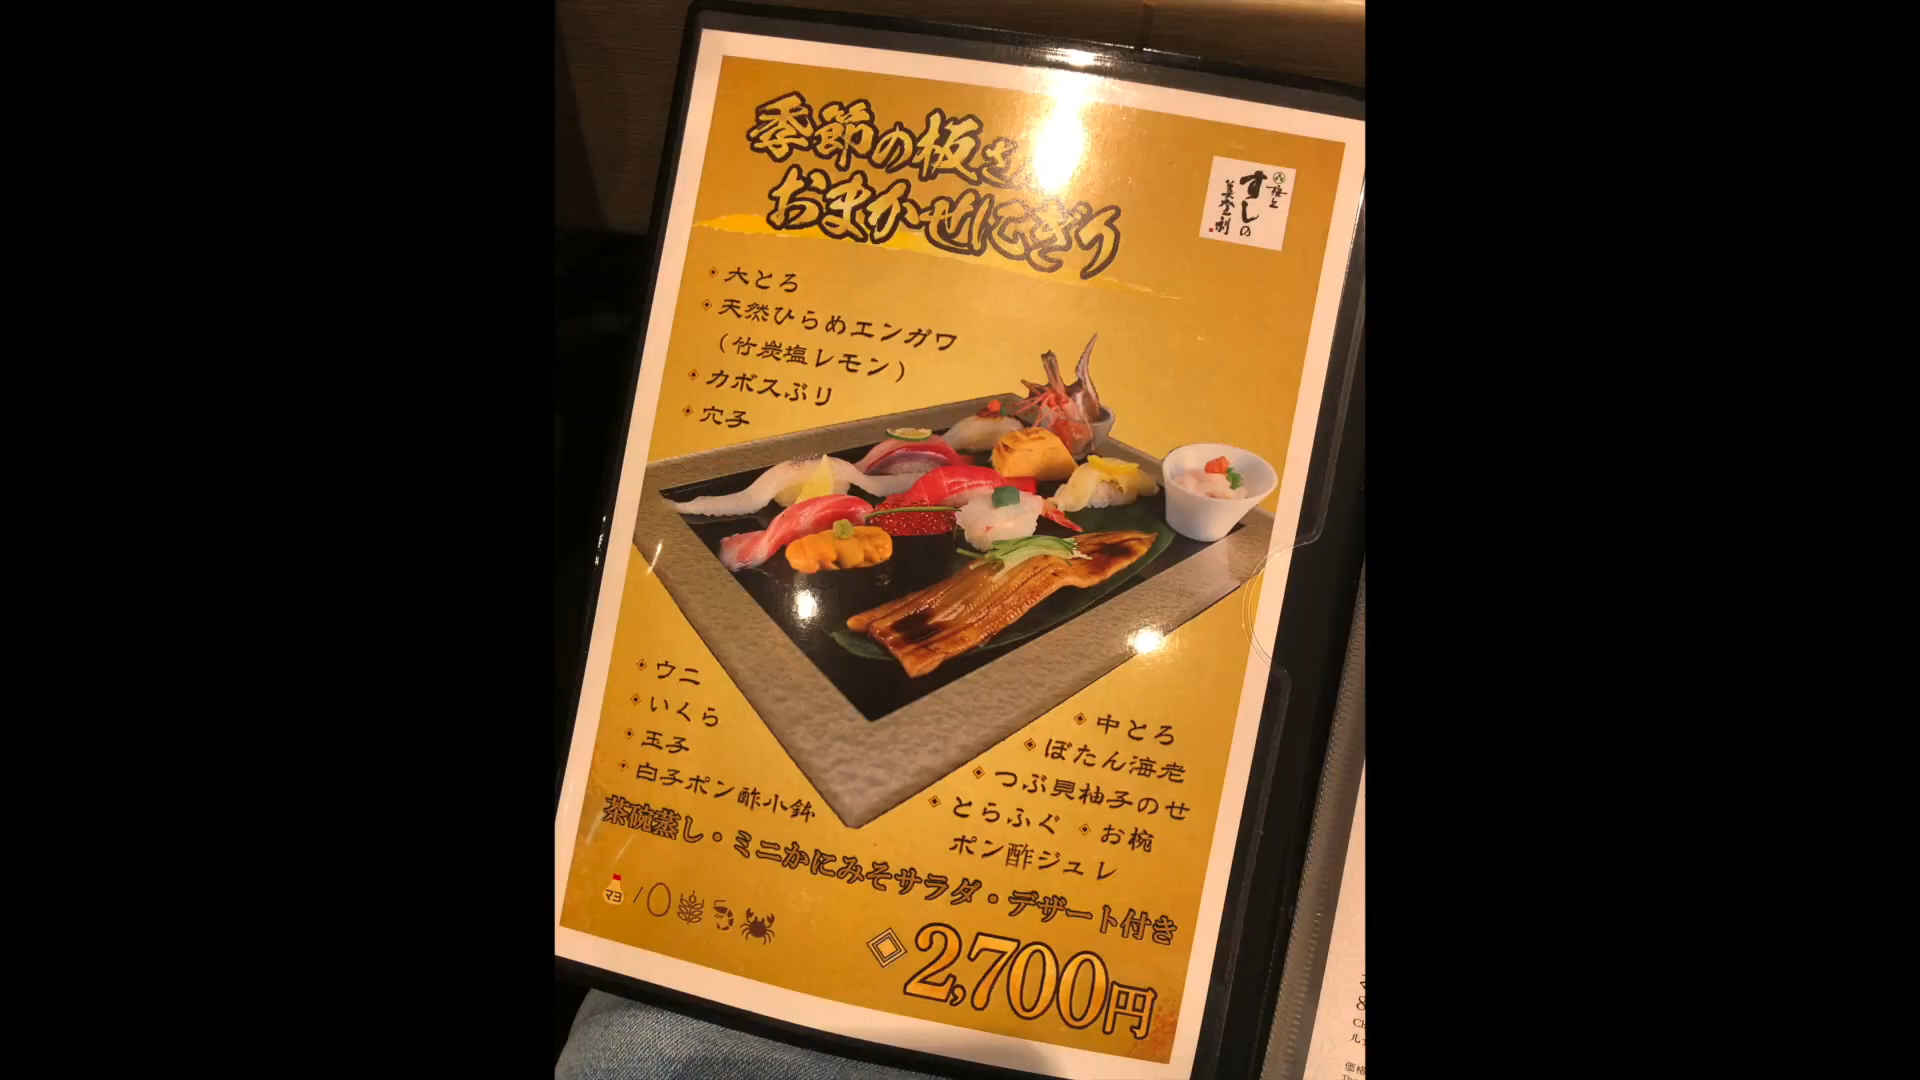 季節の板さ
おまかせにぎり
極上
すしの
美登利
大とろ
天然ひらめエンガワ
(竹炭塩レモン)
カボスぶり
穴子
ウニ
いくら
玉子
白子ポン酢小鉢
中とろ
ぼたん海老
つぶ貝柚子のせ
とらふぐ お椀
ポン酢ジュレ
茶碗蒸し・ミニかにみそサラダ・デザート付き
マヨ /
2,700円
価格